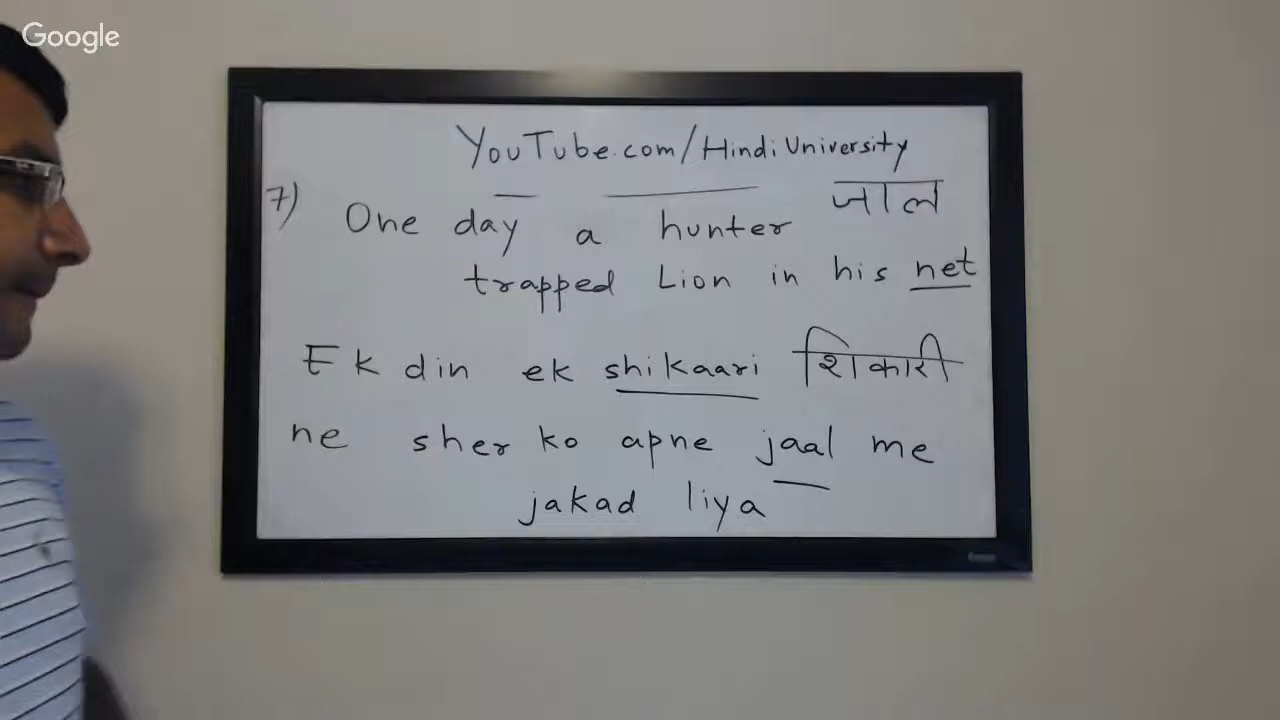 Google
YouTube.com/HindiUniversity
7) One day a hunter जाल
trapped Lion in his net
Ek din ek shikaari शिकारी
ne sher ko apne jaal me
jakad liya